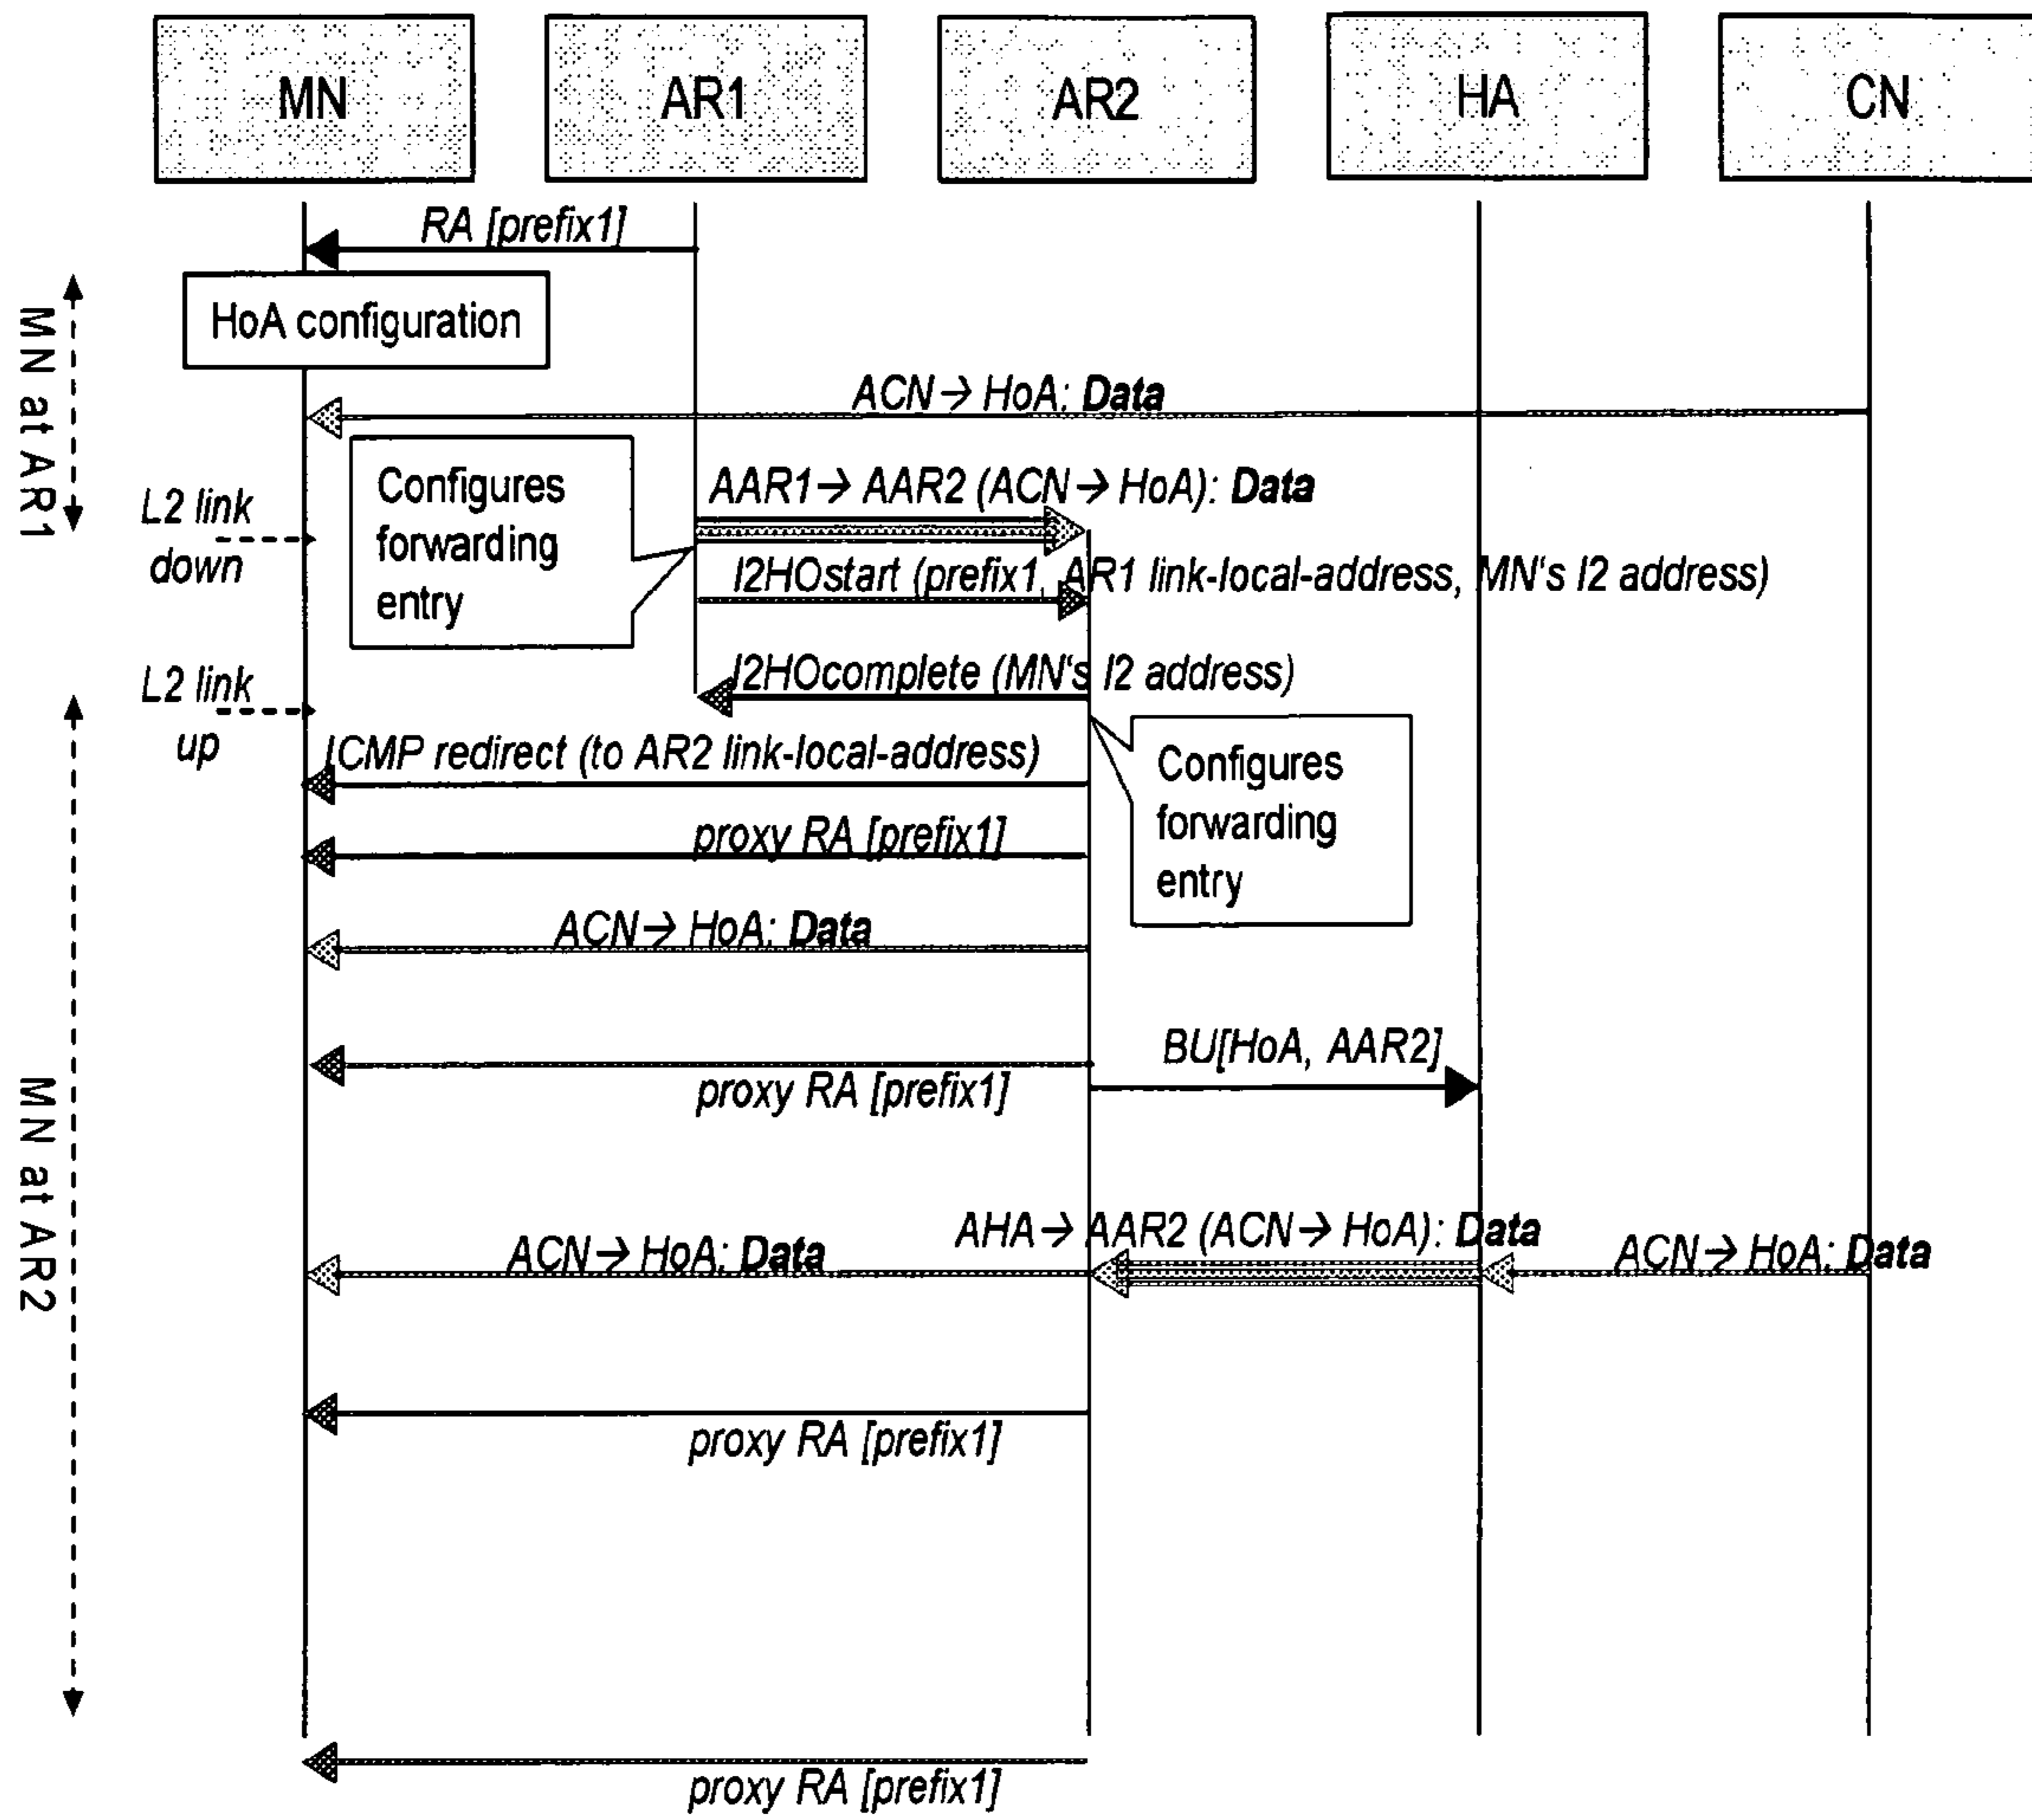 MN
AR1
AR2
HA
CN
RA [prefix1]
HoA configuration
MN at AR1
ACN → HoA: Data
Configures
forwarding
entry
AAR1 → AAR2 (ACN → HoA): Data
L2 link
down
l2HOstart (prefix1, AR1 link-local-address, MN's l2 address)
l2HOcomplete (MN's l2 address)
L2 link
up
ICMP redirect (to AR2 link-local-address)
Configures
forwarding
entry
proxy RA [prefix1]
ACN → HoA: Data
BU[HoA, AAR2]
proxy RA [prefix1]
MN at AR2
AHA → AAR2 (ACN → HoA): Data
ACN → HoA: Data
ACN → HoA: Data
proxy RA [prefix1]
proxy RA [prefix1]